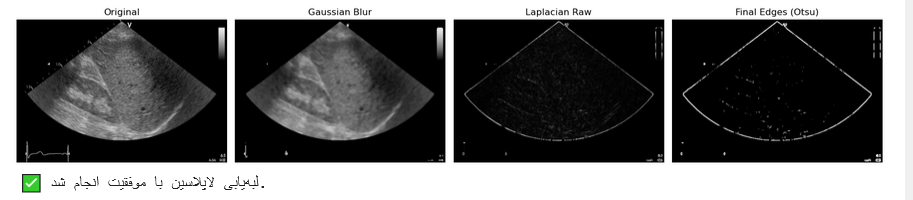 Original Gaussian Blur Laplacian Raw Final Edges (Otsu)
✅ لبه‌یابی لاپلاسین با موفقیت انجام شد.